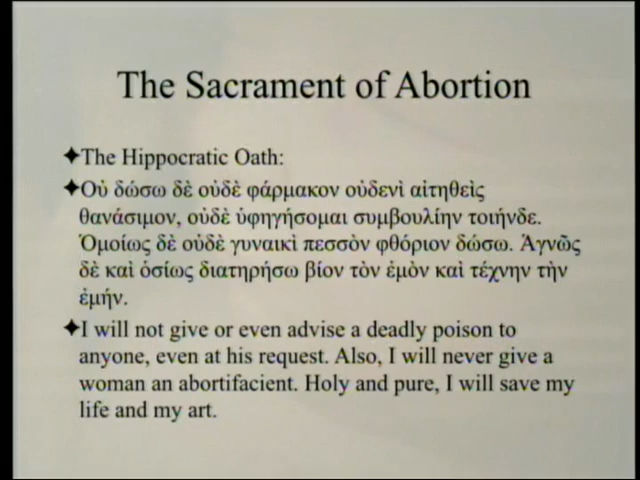 The Sacrament of Abortion
✦The Hippocratic Oath:
✦Οὐ δώσω δὲ οὐδὲ φάρμακον οὐδενὶ αἰτηθεὶς
θανάσιμον, οὐδὲ ὑφηγήσομαι συμβουλίην τοιήνδε.
Ὁμοίως δὲ οὐδὲ γυναικὶ πεσσὸν φθόριον δώσω. Ἁγνῶς
δὲ καὶ ὁσίως διατηρήσω βίον τὸν ἐμὸν καὶ τέχνην τὴν
ἐμήν.
✦I will not give or even advise a deadly poison to
anyone, even at his request. Also, I will never give a
woman an abortifacient. Holy and pure, I will save my
life and my art.